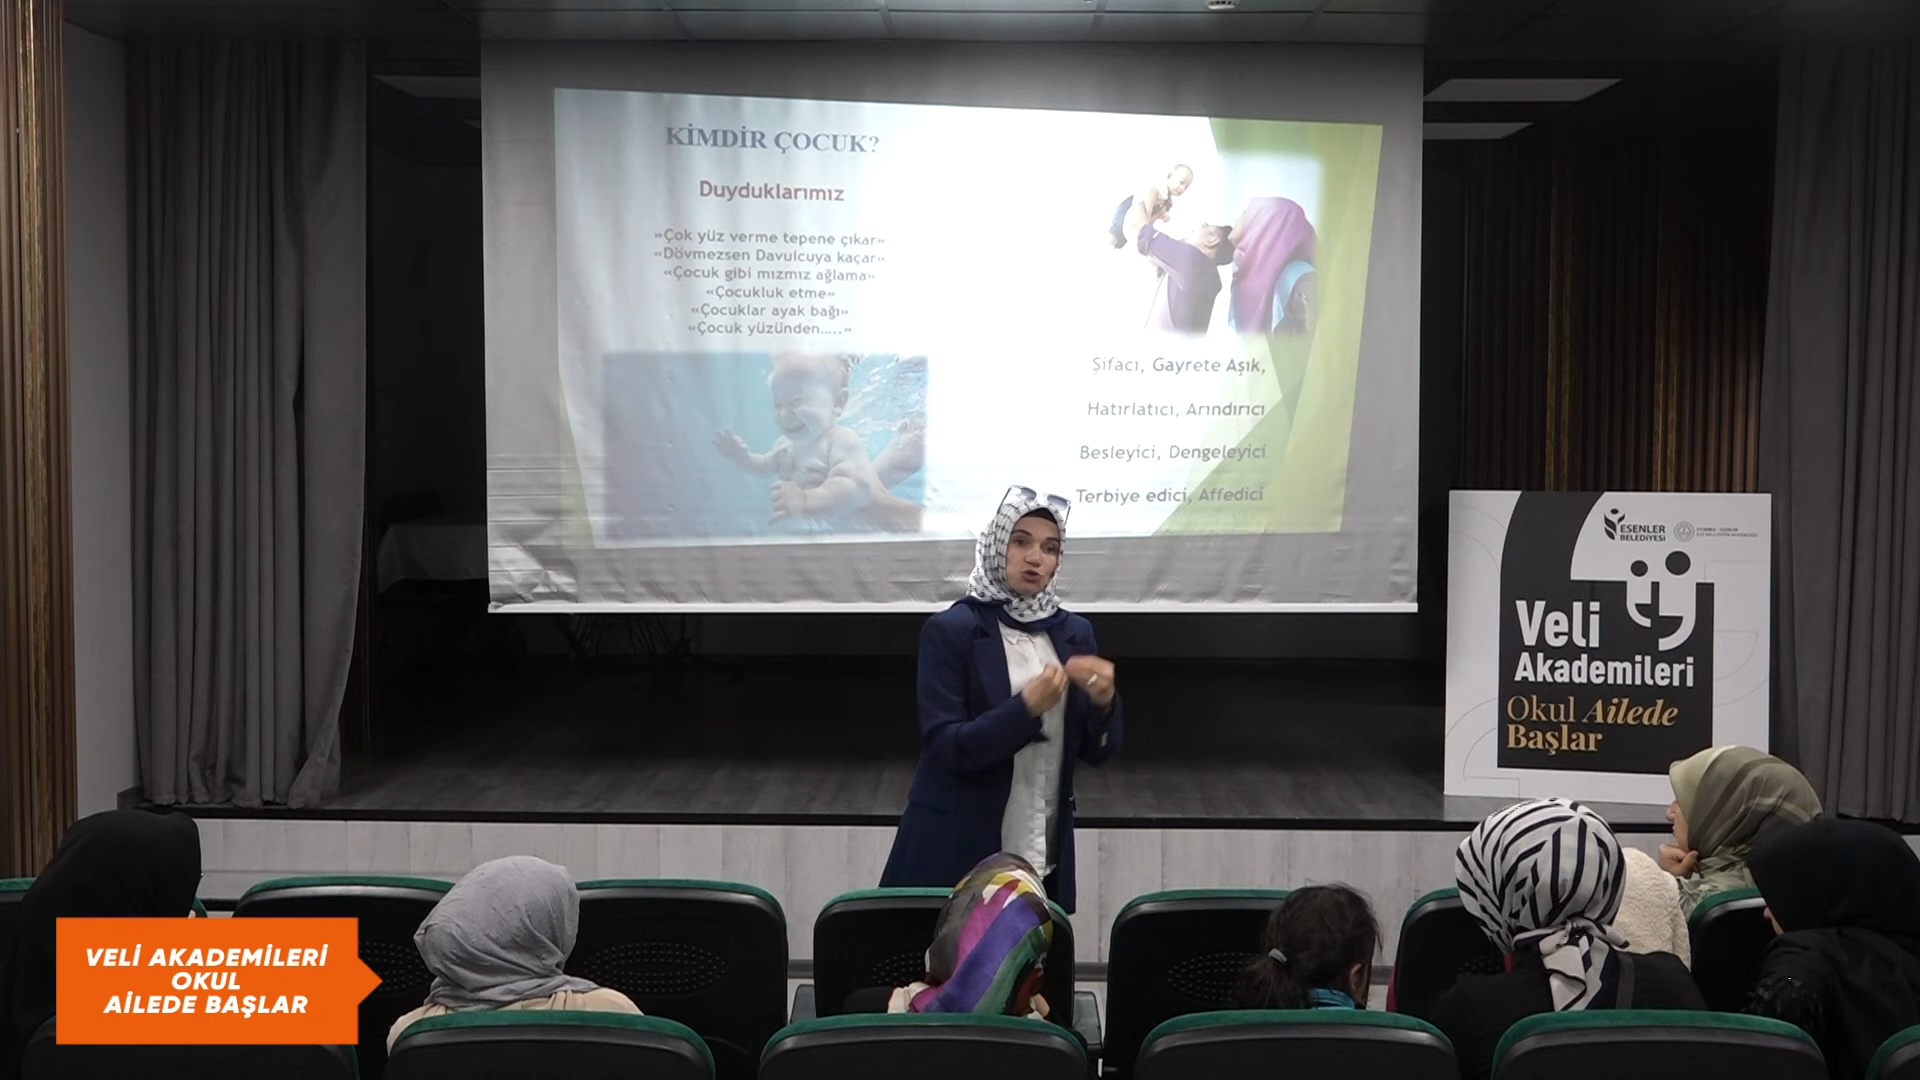 KİMDİR ÇOCUK?
Duyduklarımız
»Çok yüz verme tepene çıkar»
«Dövmezsen Davulcuya kaçar»
«Çocuk gibi mızmız ağlama»
«Çocukluk etme»
«Çocuklar ayak bağı»
«Çocuk yüzünden.....»
Şifacı, Gayrete Aşık,
Hatırlatıcı, Arındırıcı
Besleyici, Dengeleyici
Terbiye edici, Affedici
ESENLER
BELEDİYESİ
Veli
Akademileri
Okul Ailede
Başlar
VELİ AKADEMİLERİ
OKUL
AİLEDE BAŞLAR